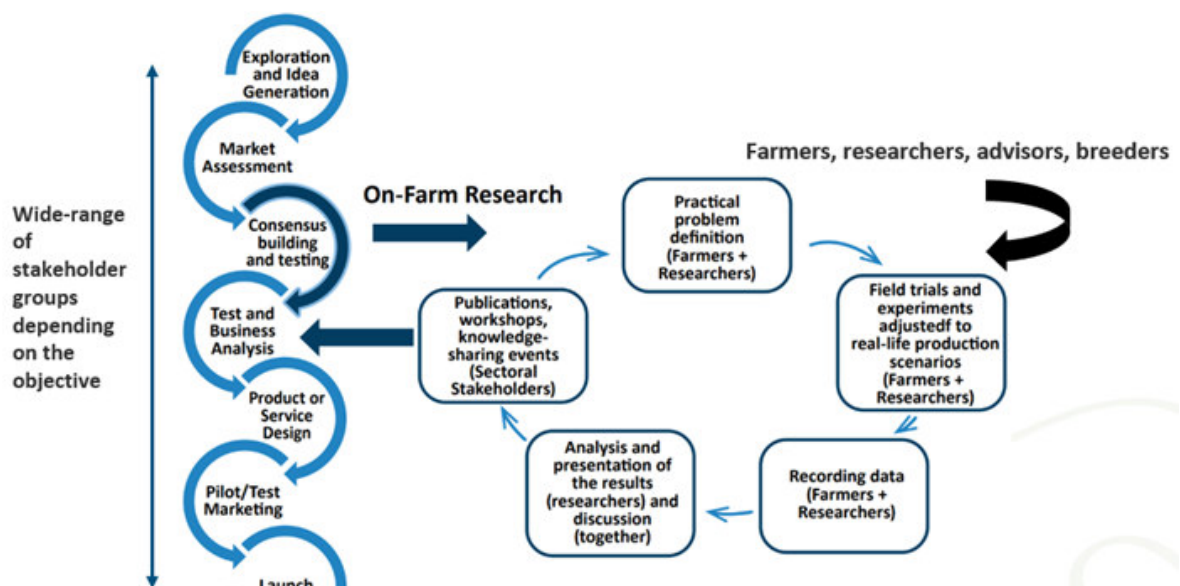 Exploration
and Idea
Generation
Market
Assessment
Consensus
building
and testing
Test and
Business
Analysis
Product or
Service
Design
Pilot/Test
Marketing
Launch
Wide-range
of
stakeholder
groups
depending
on the
objective
On-Farm Research
Farmers, researchers, advisors, breeders
Practical
problem
definition
(Farmers +
Researchers)
Field trials and
experiments
adjustedf to
real-life production
scenarios
(Farmers +
Researchers)
Recording data
(Farmers +
Researchers)
Analysis and
presentation of
the results
(researchers) and
discussion
(together)
Publications,
workshops,
knowledge-
sharing events
(Sectoral
Stakeholders)